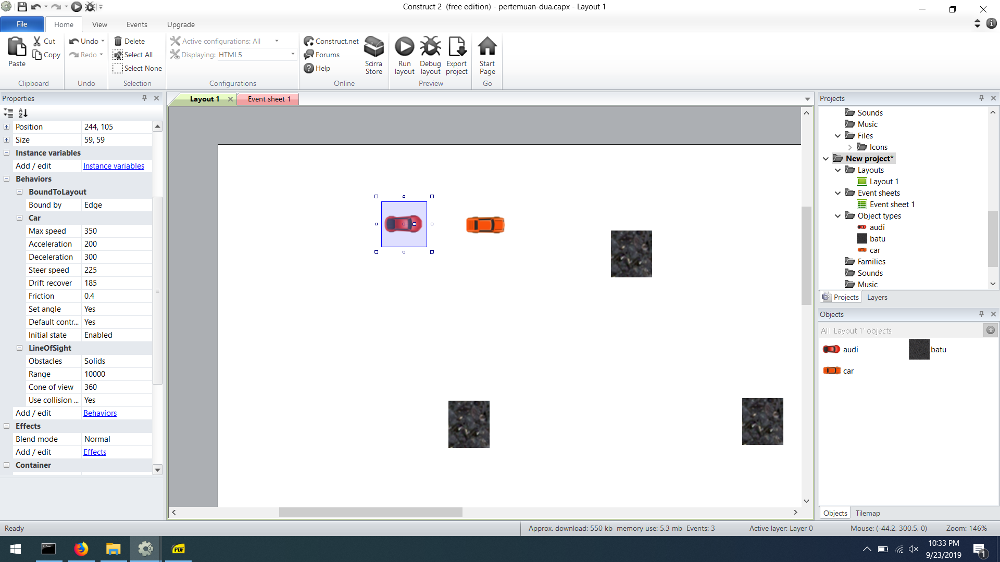 Construct 2  (free edition) - pertemuan-dua.capx - Layout 1
File
Home
View
Events
Upgrade
Paste
Cut
Copy
Clipboard
Undo
Redo
Undo
Delete
Select All
Select None
Selection
Active configurations: All
Displaying: HTML5
Configurations
Construct.net
Forums
Help
Scirra
Store
Online
Run
layout
Debug
layout
Export
project
Preview
Start
Page
Go
Properties
Position 244, 105
Size 59, 59
Instance variables
Add / edit Instance variables
Behaviors
BoundToLayout
Bound by Edge
Car
Max speed 350
Acceleration 200
Deceleration 300
Steer speed 225
Drift recover 185
Friction 0.4
Set angle Yes
Default contr... Yes
Initial state Enabled
LineOfSight
Obstacles Solids
Range 10000
Cone of view 360
Use collision ... Yes
Add / edit Behaviors
Effects
Blend mode Normal
Add / edit Effects
Container
Layout 1
Event sheet 1
Projects
Sounds
Music
Files
Icons
New project*
Layouts
Layout 1
Event sheets
Event sheet 1
Object types
audi
batu
car
Families
Sounds
Music
Projects
Layers
Objects
All 'Layout 1' objects
audi
batu
car
Objects
Tilemap
Ready
Approx. download: 550 kb  memory use: 5.3 mb  Events: 3
Active layer: Layer 0
Mouse: (-44.2, 300.5, 0)
Zoom: 146%
PDF
10:33 PM
9/23/2019
1